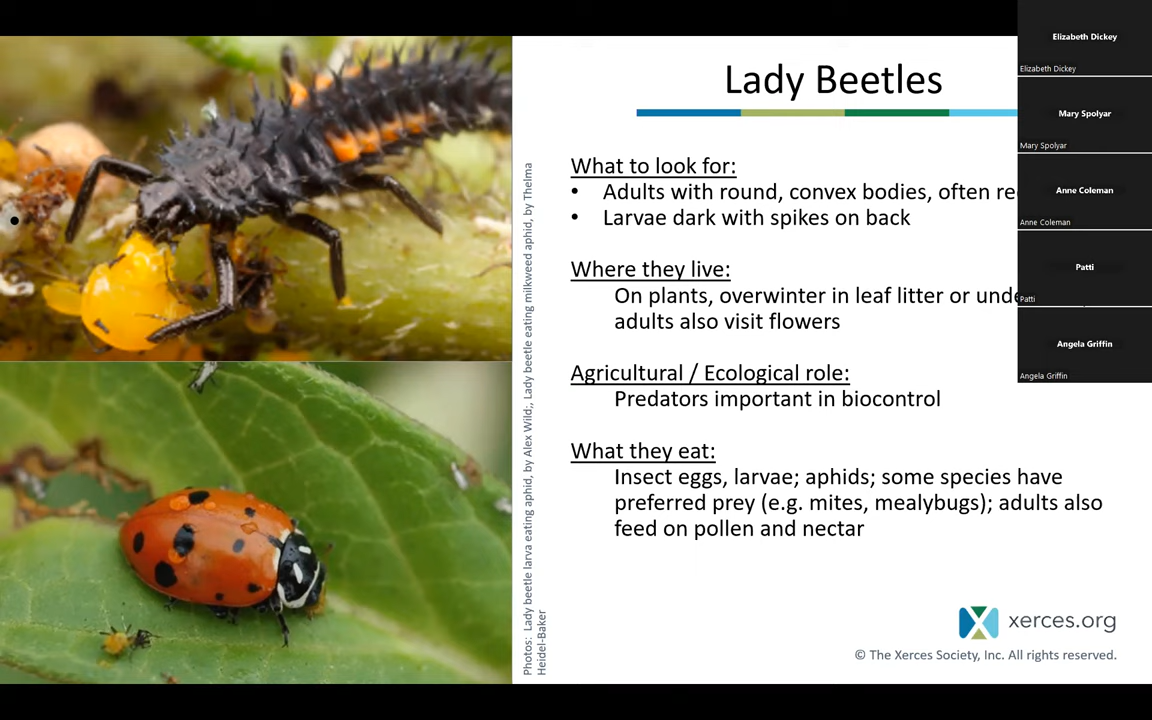 Lady Beetles
What to look for:
• Adults with round, convex bodies, often
• Larvae dark with spikes on back
Where they live:
On plants, overwinter in leaf litter or
adults also visit flowers
Agricultural / Ecological role:
Predators important in biocontrol
What they eat:
Insect eggs, larvae; aphids; some species have
preferred prey (e.g. mites, mealybugs); adults also
feed on pollen and nectar
Photos: Lady beetle larva eating aphid, by Alex Wild;, Lady beetle eating milkweed aphid, by Thelma
Heidel-Baker
xerces.org
© The Xerces Society, Inc. All rights reserved.
Elizabeth Dickey
Elizabeth Dickey
Mary Spolyar
Mary Spolyar
Anne Coleman
Anne Coleman
Patti
Patti
Angela Griffin
Angela Griffin